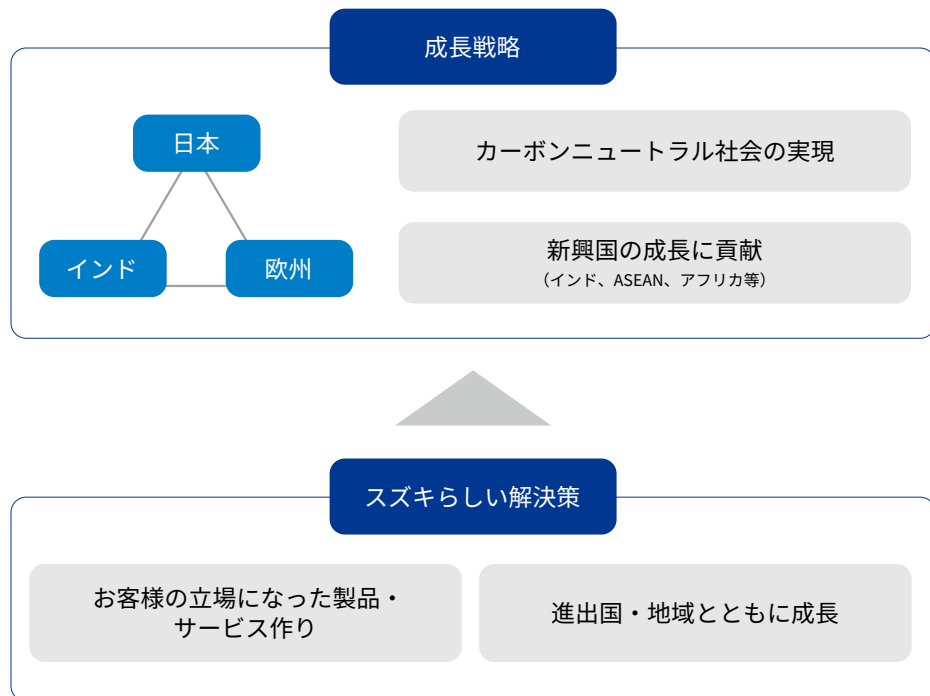 成長戦略
日本
インド
欧州
カーボンニュートラル社会の実現
新興国の成長に貢献
（インド、ASEAN、アフリカ等）
スズキらしい解決策
お客様の立場になった製品・
サービス作り
進出国・地域とともに成長